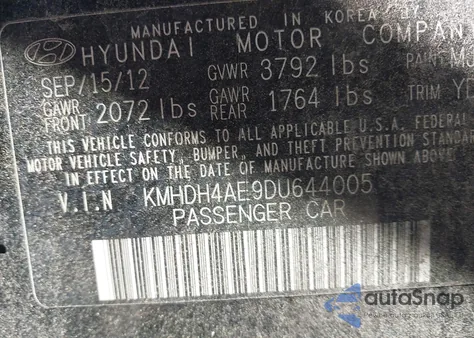 MANUFACTURED IN KOREA BY
HYUNDAI MOTOR COMPAN
SEP/15/12 GVWR 3792 lbs PAINT
GAWR FRONT 2072 lbs GAWR REAR 1764 lbs TRIM
THIS VEHICLE CONFORMS TO ALL APPLICABLE U.S.A. FEDERAL
MOTOR VEHICLE SAFETY, BUMPER, AND THEFT
IN EFFECT ON THE DATE OF MANUFACTURE SHOWN ABOVE.
V.I.N KMHDH4AE9DU644005
PASSENGER CAR
autoSnap